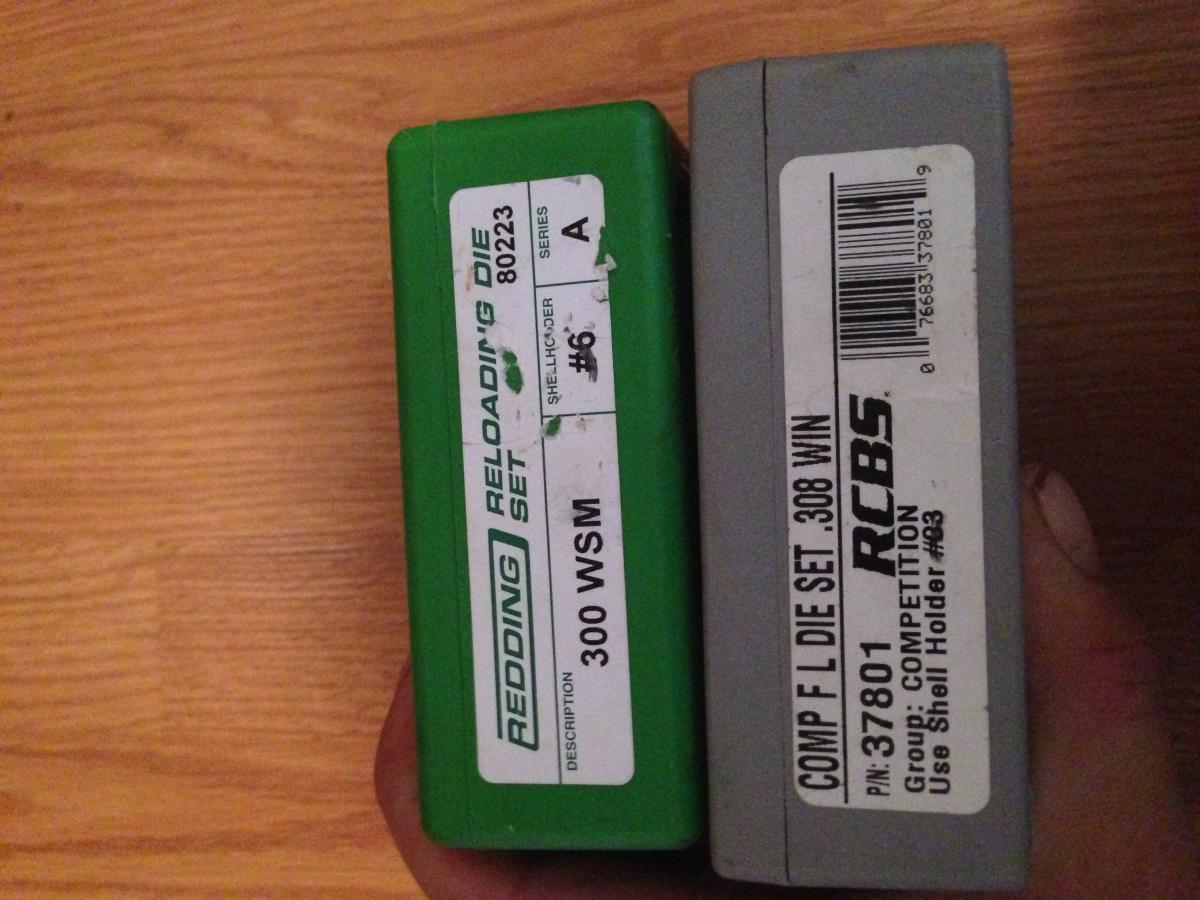 REDDING RELOADING DIE
SET 80223
DESCRIPTION
300 WSM
SHELLHOLDER
#6
SERIES
A
COMP F L DIE SET .308 WIN
P/N: 37801
RCBS.
Group: COMPETITION
Use Shell Holder #03
0 76683 37801 9